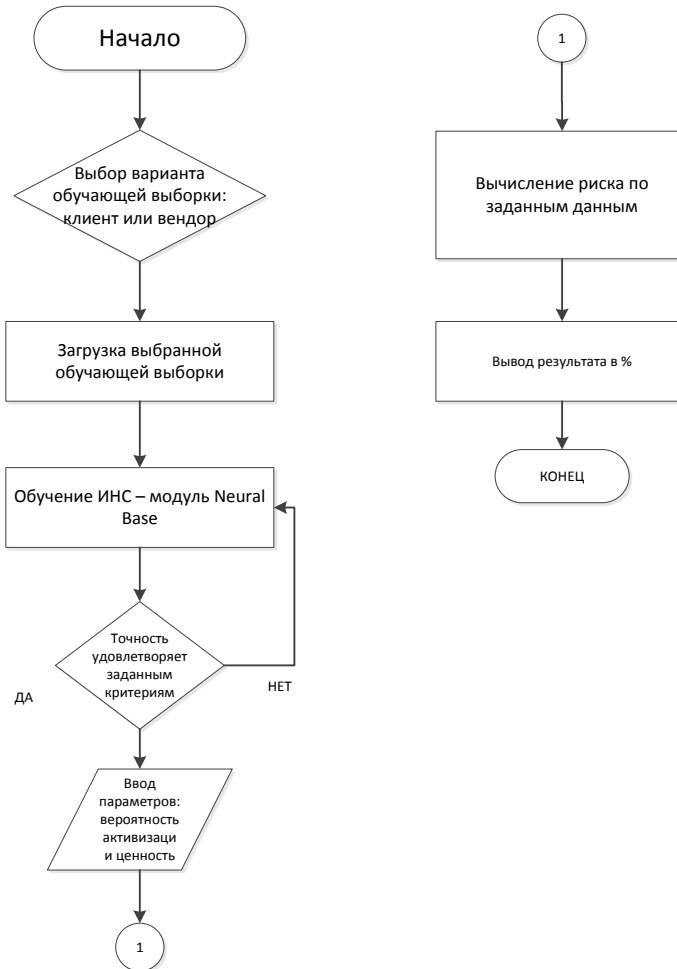 Начало
Выбор варианта
обучающей выборки:
клиент или вендор
Загрузка выбранной
обучающей выборки
Обучение ИНС – модуль Neural
Base
Точность
удовлетворяет
заданным
критериям
ДА
НЕТ
Ввод
параметров:
вероятность
активизаци
и ценность
1
1
Вычисление риска по
заданным данным
Вывод результата в %
КОНЕЦ